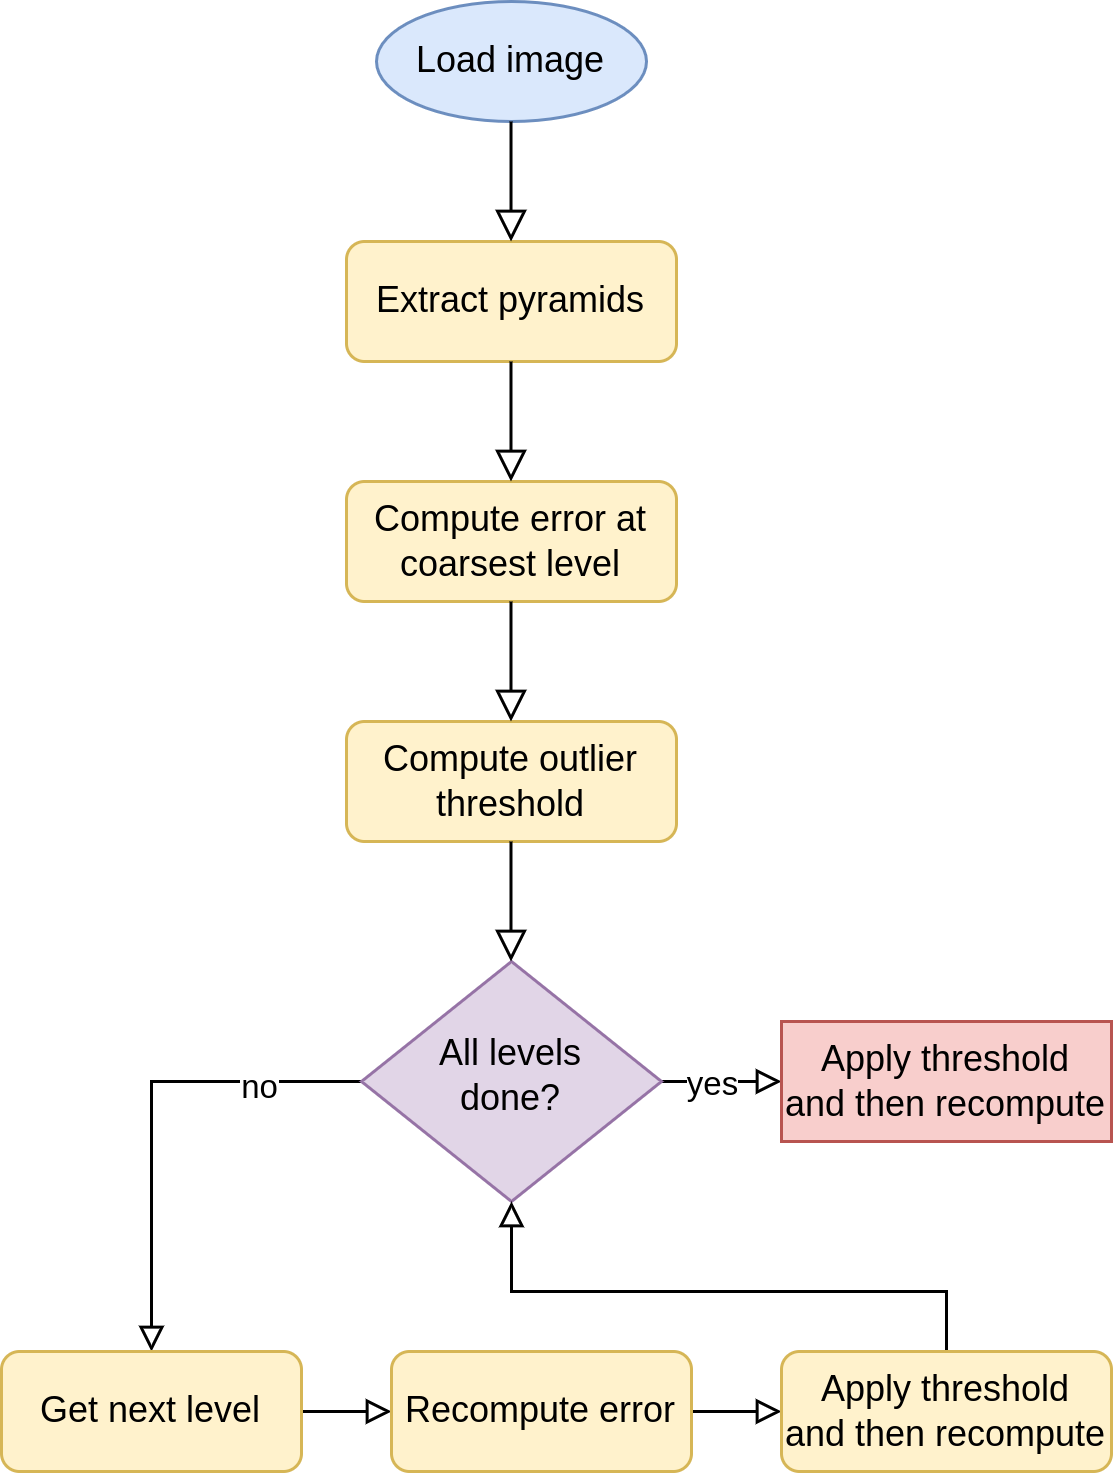 Load image
Extract pyramids
Compute error at
coarsest level
Compute outlier
threshold
All levels
done?
no
yes
Apply threshold
and then recompute
Get next level
Recompute error
Apply threshold
and then recompute